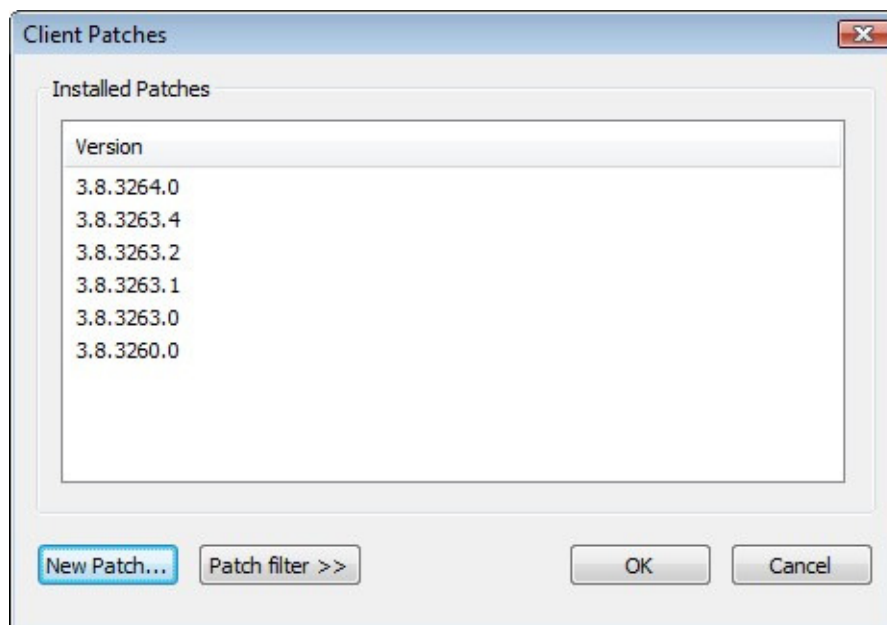 Client Patches
Installed Patches
Version
3.8.3264.0
3.8.3263.4
3.8.3263.2
3.8.3263.1
3.8.3263.0
3.8.3260.0
New Patch... Patch filter >> OK Cancel